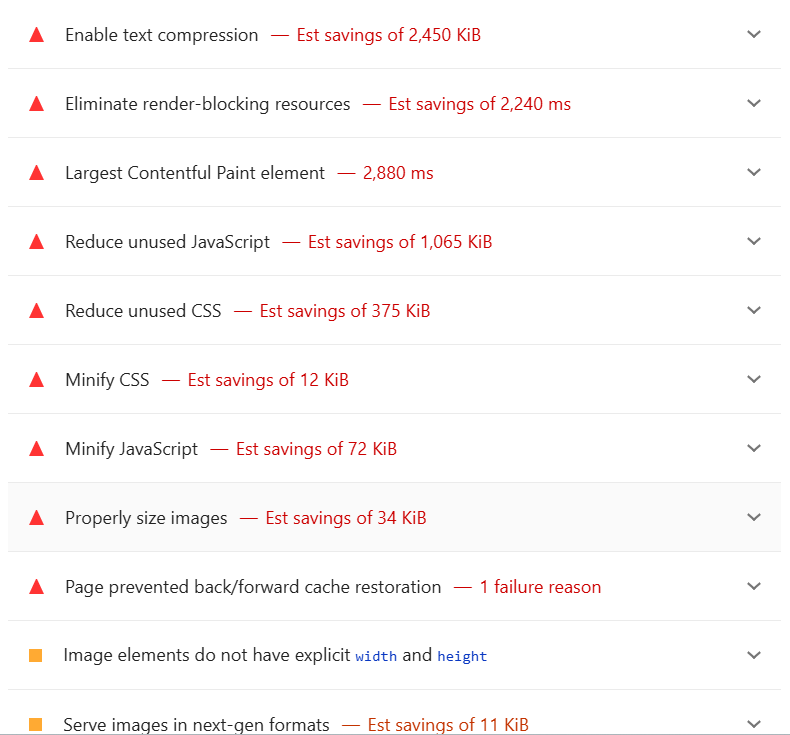 Enable text compression — Est savings of 2,450 KiB
Eliminate render-blocking resources — Est savings of 2,240 ms
Largest Contentful Paint element — 2,880 ms
Reduce unused JavaScript — Est savings of 1,065 KiB
Reduce unused CSS — Est savings of 375 KiB
Minify CSS — Est savings of 12 KiB
Minify JavaScript — Est savings of 72 KiB
Properly size images — Est savings of 34 KiB
Page prevented back/forward cache restoration — 1 failure reason
Image elements do not have explicit width and height
Serve images in next-gen formats — Est savings of 11 KiB